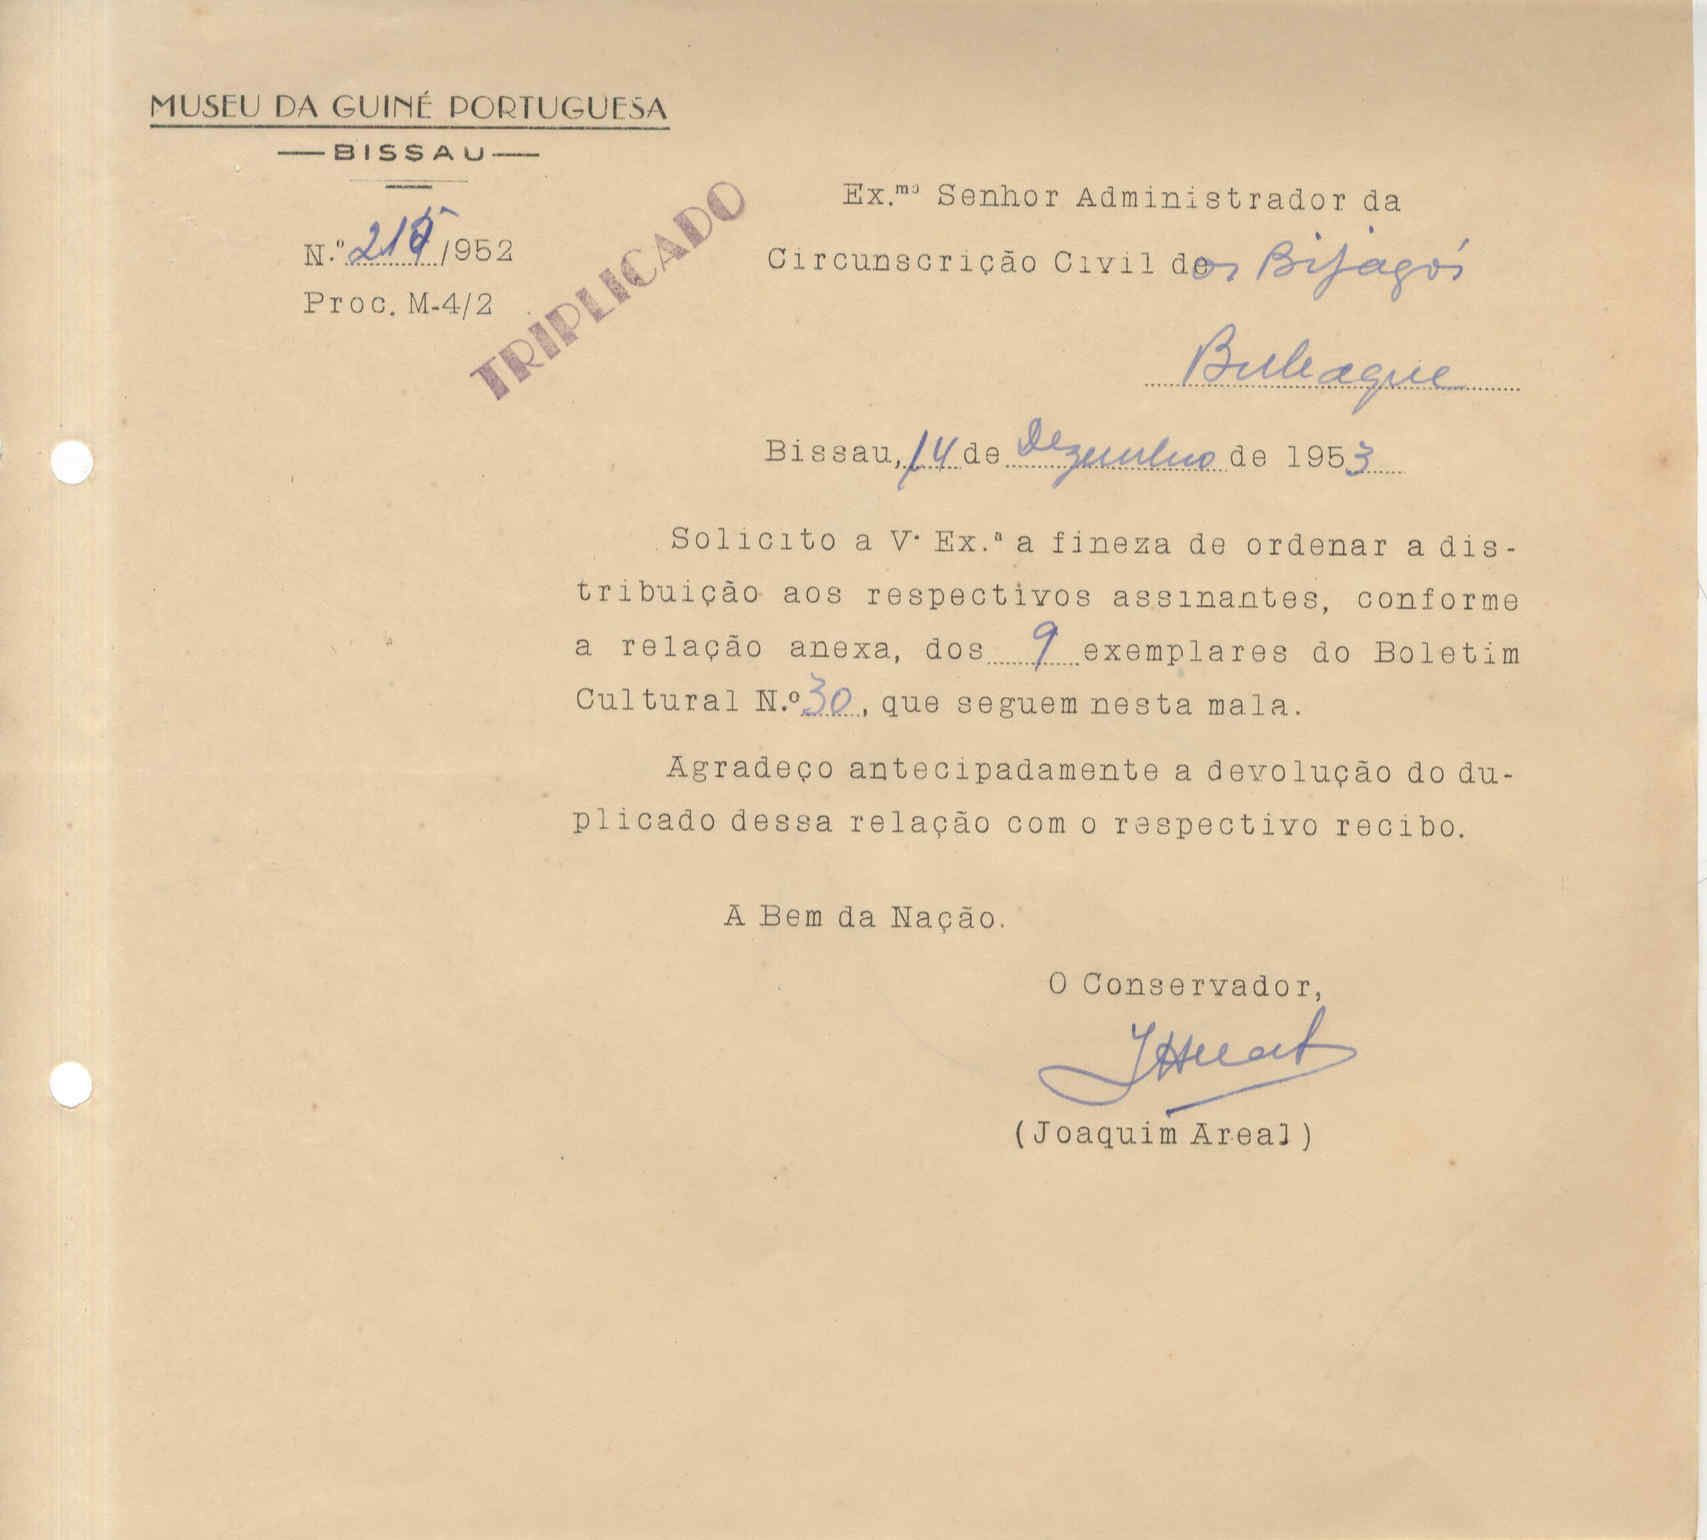 MUSEU DA GUINÉ PORTUGUESA
—BISSAU—
N.º /952
Proc. M-4/2
TRIPLICADO
Ex.mo Senhor Administrador da
Circunscrição Civil dos Bijagós
Bubaque
Bissau, 14 de Dezembro de 1953
Solicito a V. Ex.ª a fineza de ordenar a dis-
tribuição aos respectivos assinantes, conforme
a relação anexa, dos 9 exemplares do Boletim
Cultural N.º 30, que seguem nesta mala.
Agradeço antecipadamente a devolução do du-
plicado dessa relação com o respectivo recibo.
A Bem da Nação.
O Conservador,
(Joaquim Areal)